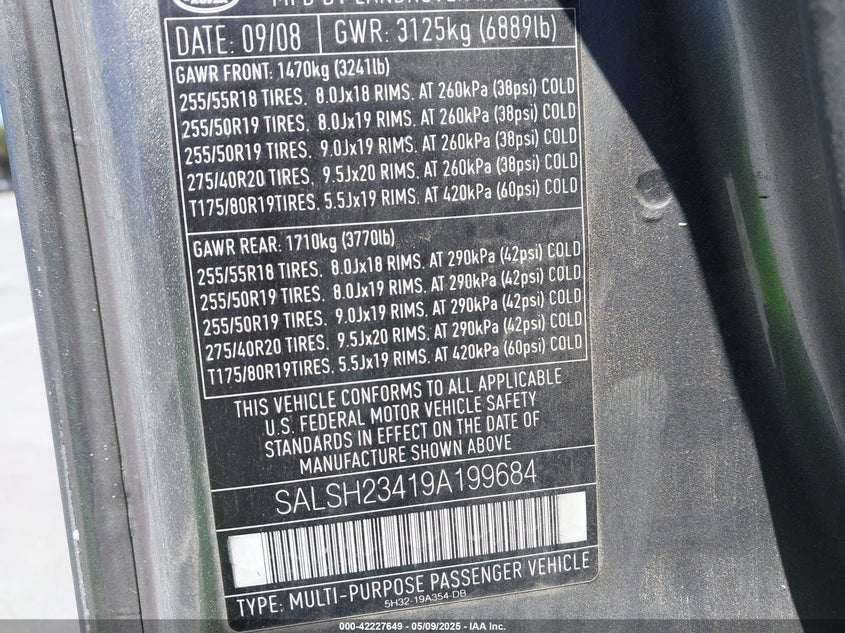 DATE: 09/08 GWR: 3125kg (6889lb)
GAWR FRONT: 1470kg (3241lb)
255/55R18 TIRES. 8.0Jx18 RIMS. AT 260kPa (38psi) COLD
255/50R19 TIRES. 8.0Jx19 RIMS. AT 260kPa (38psi) COLD
255/50R19 TIRES. 9.0Jx19 RIMS. AT 260kPa (38psi) COLD
275/40R20 TIRES. 9.5Jx20 RIMS. AT 260kPa (38psi) COLD
T175/80R19TIRES. 5.5Jx19 RIMS. AT 420kPa (60psi) COLD
GAWR REAR: 1710kg (3770lb)
255/55R18 TIRES. 8.0Jx18 RIMS. AT 290kPa (42psi) COLD
255/50R19 TIRES. 8.0Jx19 RIMS. AT 290kPa (42psi) COLD
255/50R19 TIRES. 9.0Jx19 RIMS. AT 290kPa (42psi) COLD
275/40R20 TIRES. 9.5Jx20 RIMS. AT 290kPa (42psi) COLD
T175/80R19TIRES. 5.5Jx19 RIMS. AT 420kPa (60psi) COLD
THIS VEHICLE CONFORMS TO ALL APPLICABLE
U.S. FEDERAL MOTOR VEHICLE SAFETY
STANDARDS IN EFFECT ON THE DATE OF
MANUFACTURE SHOWN ABOVE
SALSH23419A199684
TYPE: MULTI-PURPOSE PASSENGER VEHICLE
5H32-19A354-DB
000-42227649 - 05/09/2025 - © IAA Inc.